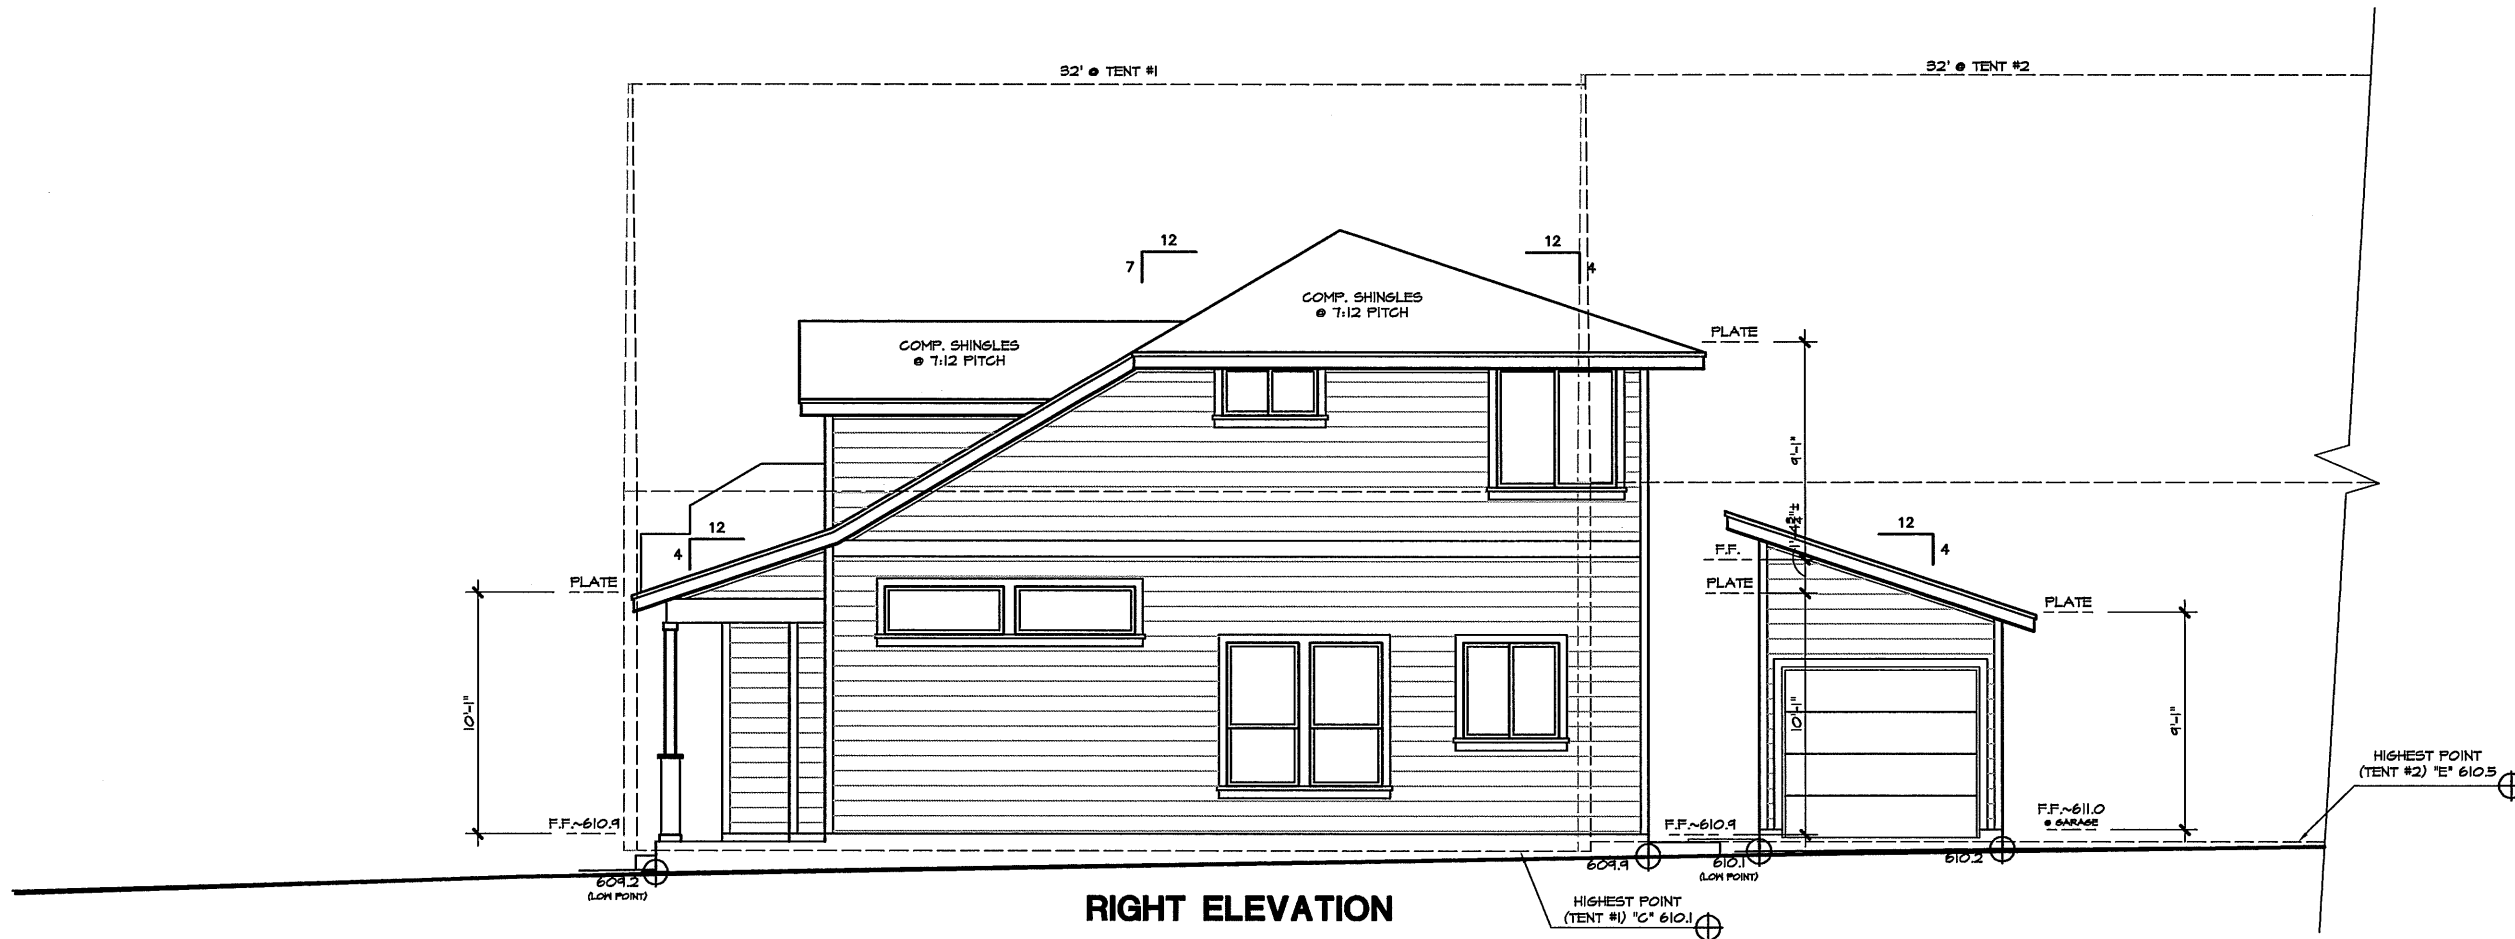 32' @ TENT #1
32' @ TENT #2
12
7
12
4
COMP. SHINGLES
@ 7:12 PITCH
COMP. SHINGLES
@ 7:12 PITCH
PLATE
9'-1"
12
4
12
4
F.F.
PLATE
PLATE
PLATE
10'-1"
10'-1"
9'-1"
HIGHEST POINT
(TENT #2) "E" 610.5
F.F.~610.9
F.F.~610.9
F.F.~611.0
@ GARAGE
609.2
(LOW POINT)
609.9
610.1
(LOW POINT)
610.2
RIGHT ELEVATION
HIGHEST POINT
(TENT #1) "C" 610.1